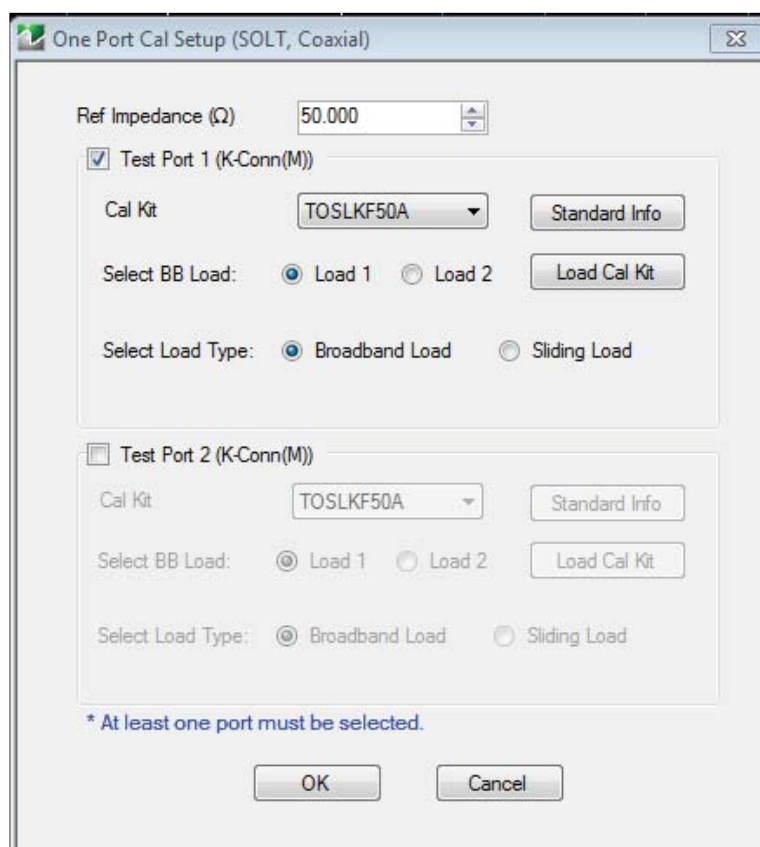 One Port Cal Setup (SOLT, Coaxial)
Ref Impedance (Ω) 50.000
Test Port 1 (K-Conn(M))
Cal Kit TOSLKF50A Standard Info
Select BB Load: Load 1 Load 2 Load Cal Kit
Select Load Type: Broadband Load Sliding Load
Test Port 2 (K-Conn(M))
Cal Kit TOSLKF50A Standard Info
Select BB Load: Load 1 Load 2 Load Cal Kit
Select Load Type: Broadband Load Sliding Load
* At least one port must be selected.
OK Cancel